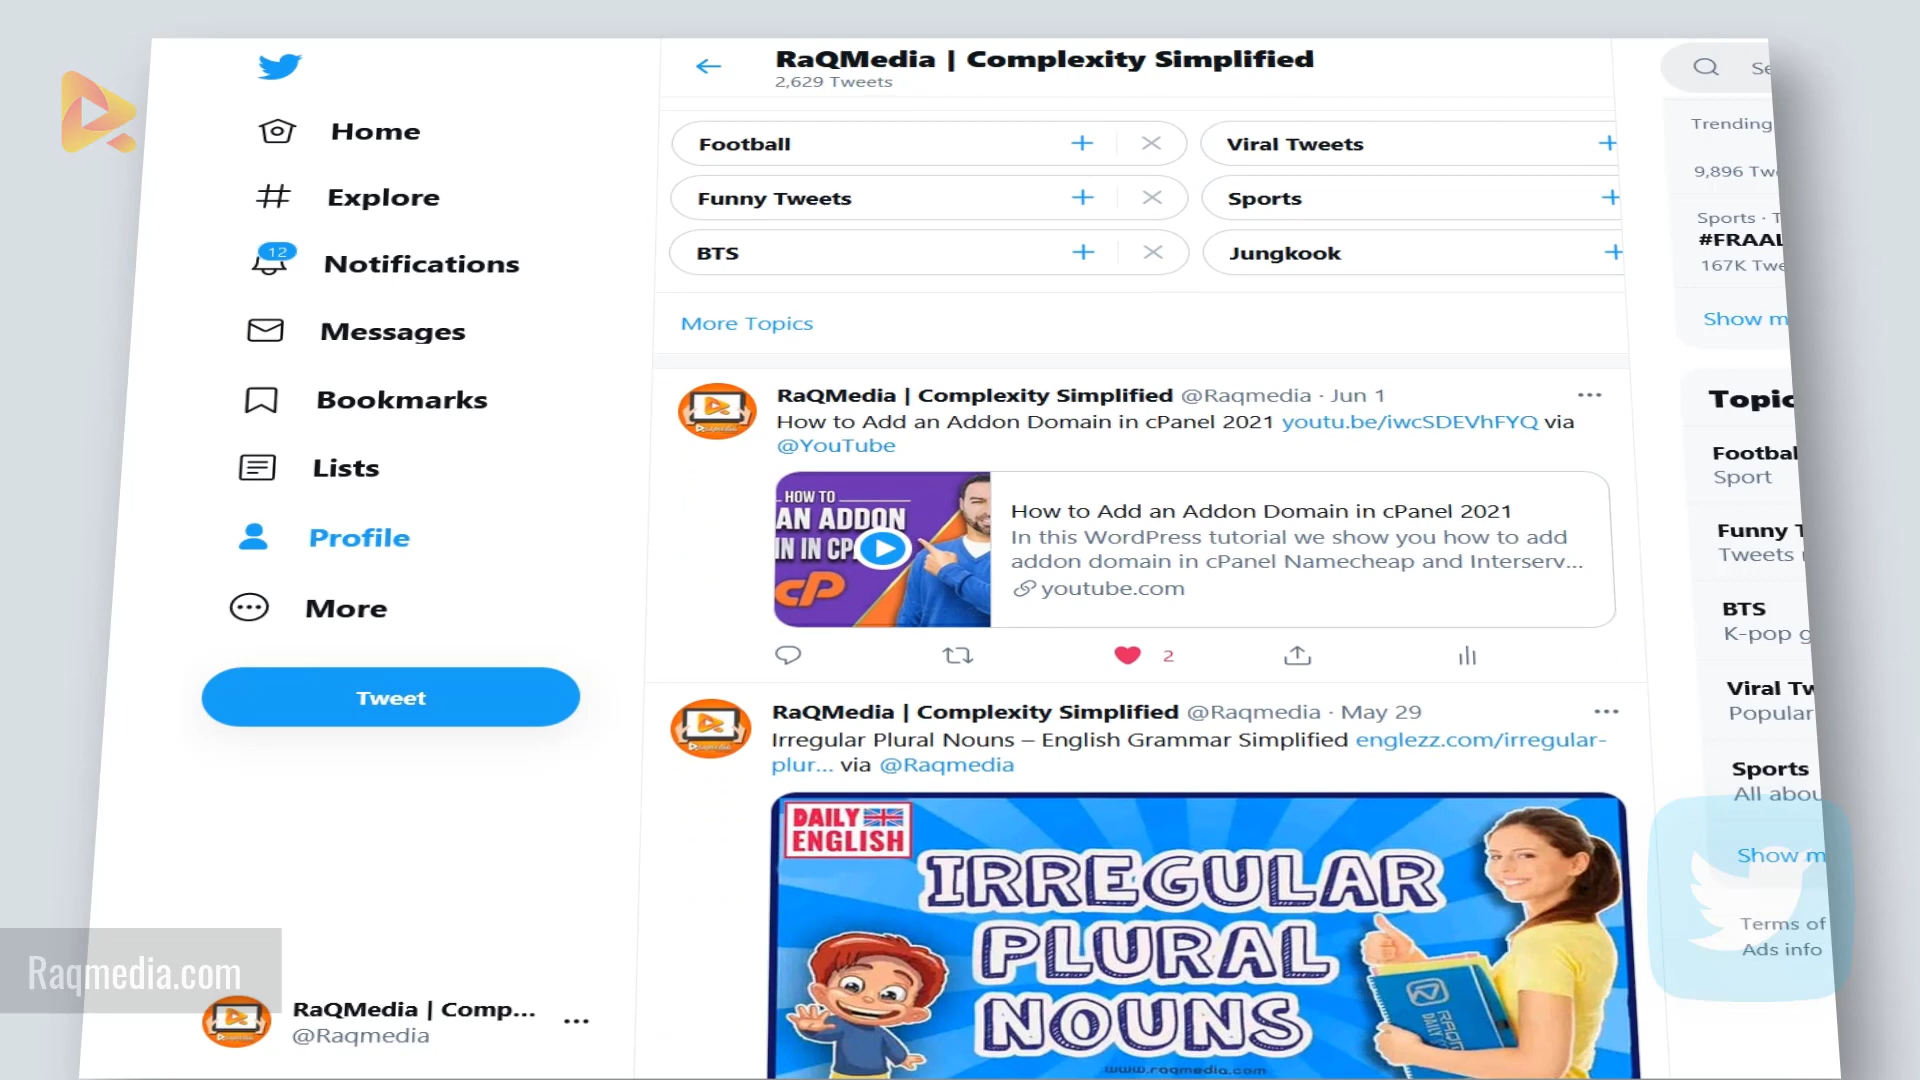 RaQMedia | Complexity Simplified
2,629 Tweets
Home
Explore
12
Notifications
Messages
Bookmarks
Lists
Profile
More
Tweet
RaQMedia | Comp...
@Raqmedia
Raqmedia.com
Football
Viral Tweets
Funny Tweets
Sports
BTS
Jungkook
More Topics
RaQMedia | Complexity Simplified @Raqmedia · Jun 1
How to Add an Addon Domain in cPanel 2021 youtu.be/iwcSDEVhFYQ via
@YouTube
HOW TO
AN ADDON
IN IN CP
cP
How to Add an Addon Domain in cPanel 2021
In this WordPress tutorial we show you how to add
addon domain in cPanel Namecheap and Interserv...
youtube.com
2
RaQMedia | Complexity Simplified @Raqmedia · May 29
Irregular Plural Nouns – English Grammar Simplified englezz.com/irregular-
plur... via @Raqmedia
DAILY
ENGLISH
IRREGULAR
PLURAL
NOUNS
www.raqmedia.com
Trending
9,896 Tw
Sports · T
#FRAAL
167K Twe
Show m
Topic
Footbal
Sport
Funny T
Tweets
BTS
K-pop g
Viral Tw
Popular
Sports
All abou
Show m
Terms of
Ads info